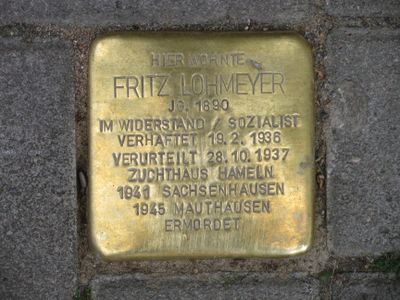 HIER WOHNTE
FRITZ LOHMEYER
JG. 1890
IM WIDERSTAND / SOZIALIST
VERHAFTET 19.2.1936
VERURTEILT 28.10.1937
ZUCHTHAUS HAMELN
1941 SACHSENHAUSEN
1945 MAUTHAUSEN
ERMORDET